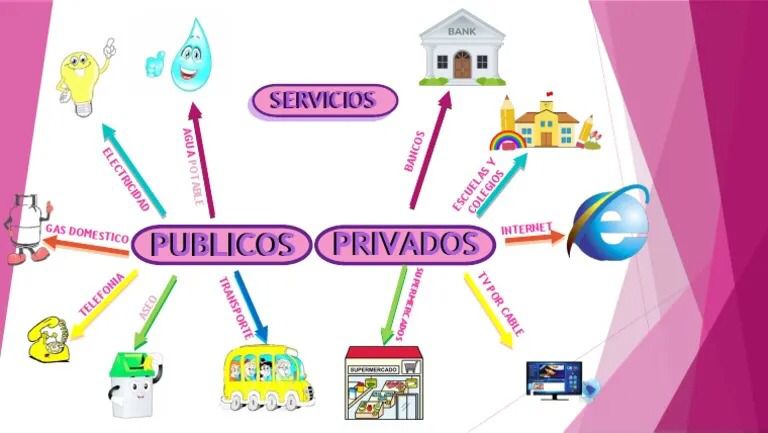 BANK
SERVICIOS
ELECTRICIDAD
AGUA POTABLE
BANCOS
ESCUELAS Y
COLEGIOS
GAS DOMESTICO
PUBLICOS
PRIVADOS
INTERNET
TELEFONIA
ASEO
TRANSPORTE
SUPERMERCADOS
TV POR CABLE
SUPERMERCADO